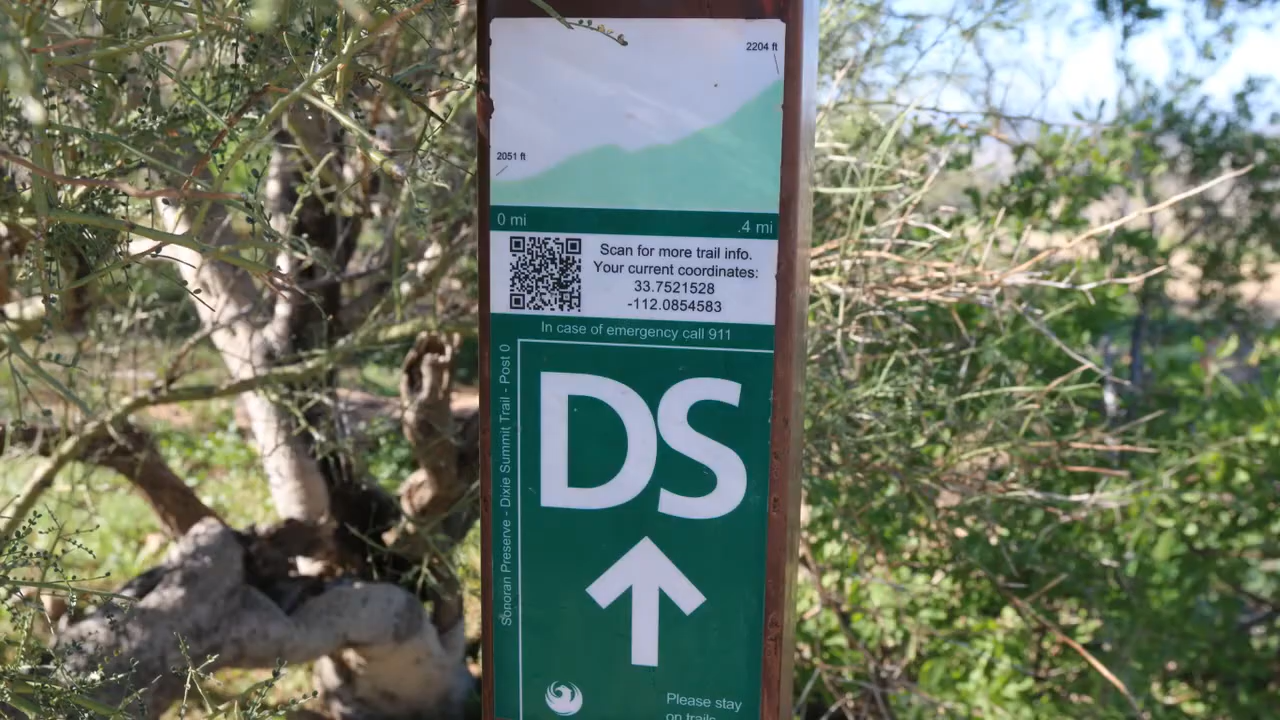 2204 ft
2051 ft
0 mi .4 mi
Scan for more trail info.
Your current coordinates:
33.7521528
-112.0854583
In case of emergency call 911
Sonoran Preserve - Dixie Summit Trail - Post 0
DS
Please stay
on trails